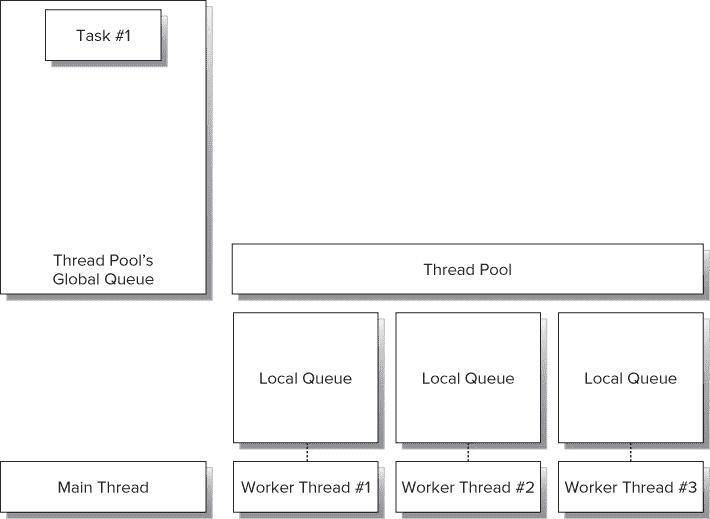 Task #1
Thread Pool's
Global Queue
Thread Pool
Local Queue
Local Queue
Local Queue
Main Thread
Worker Thread #1
Worker Thread #2
Worker Thread #3